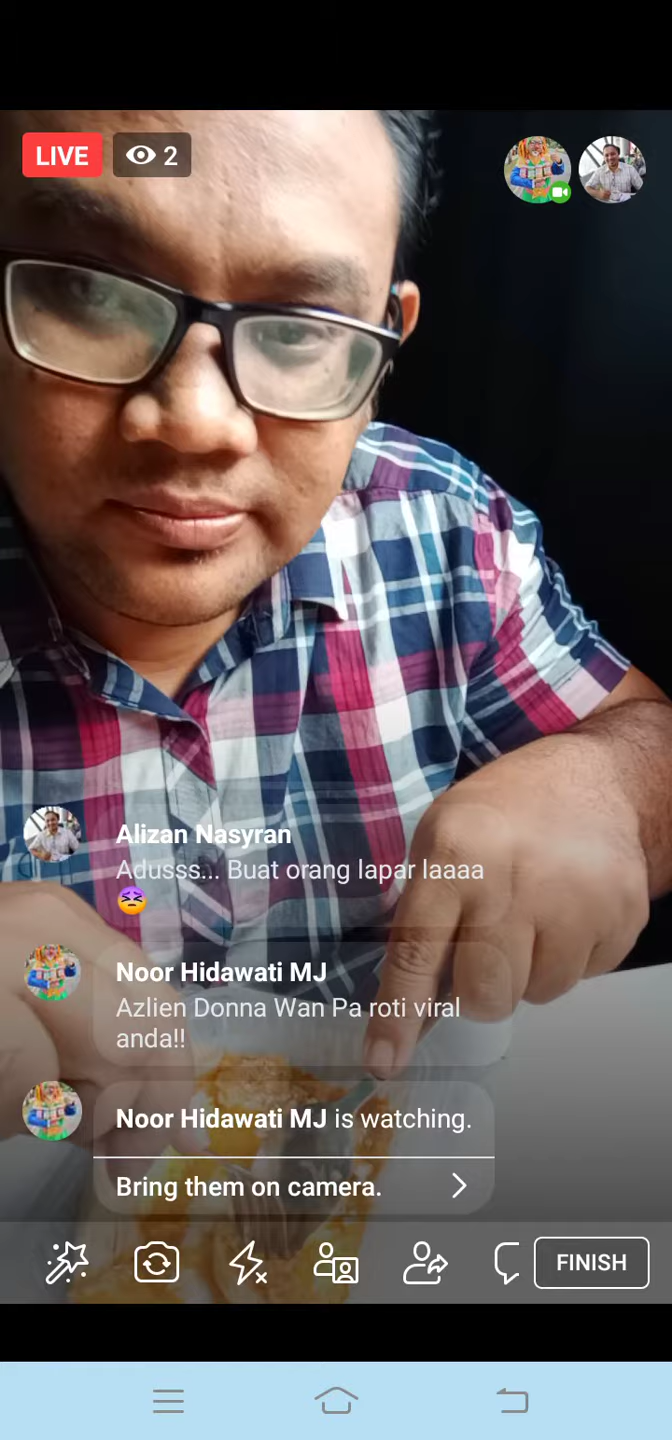 LIVE 2
Alizan Nasyran
Adusss... Buat orang lapar laaaa
😣
Noor Hidawati MJ
Azlien Donna Wan Pa roti viral
anda!!
Noor Hidawati MJ is watching.
Bring them on camera.
FINISH